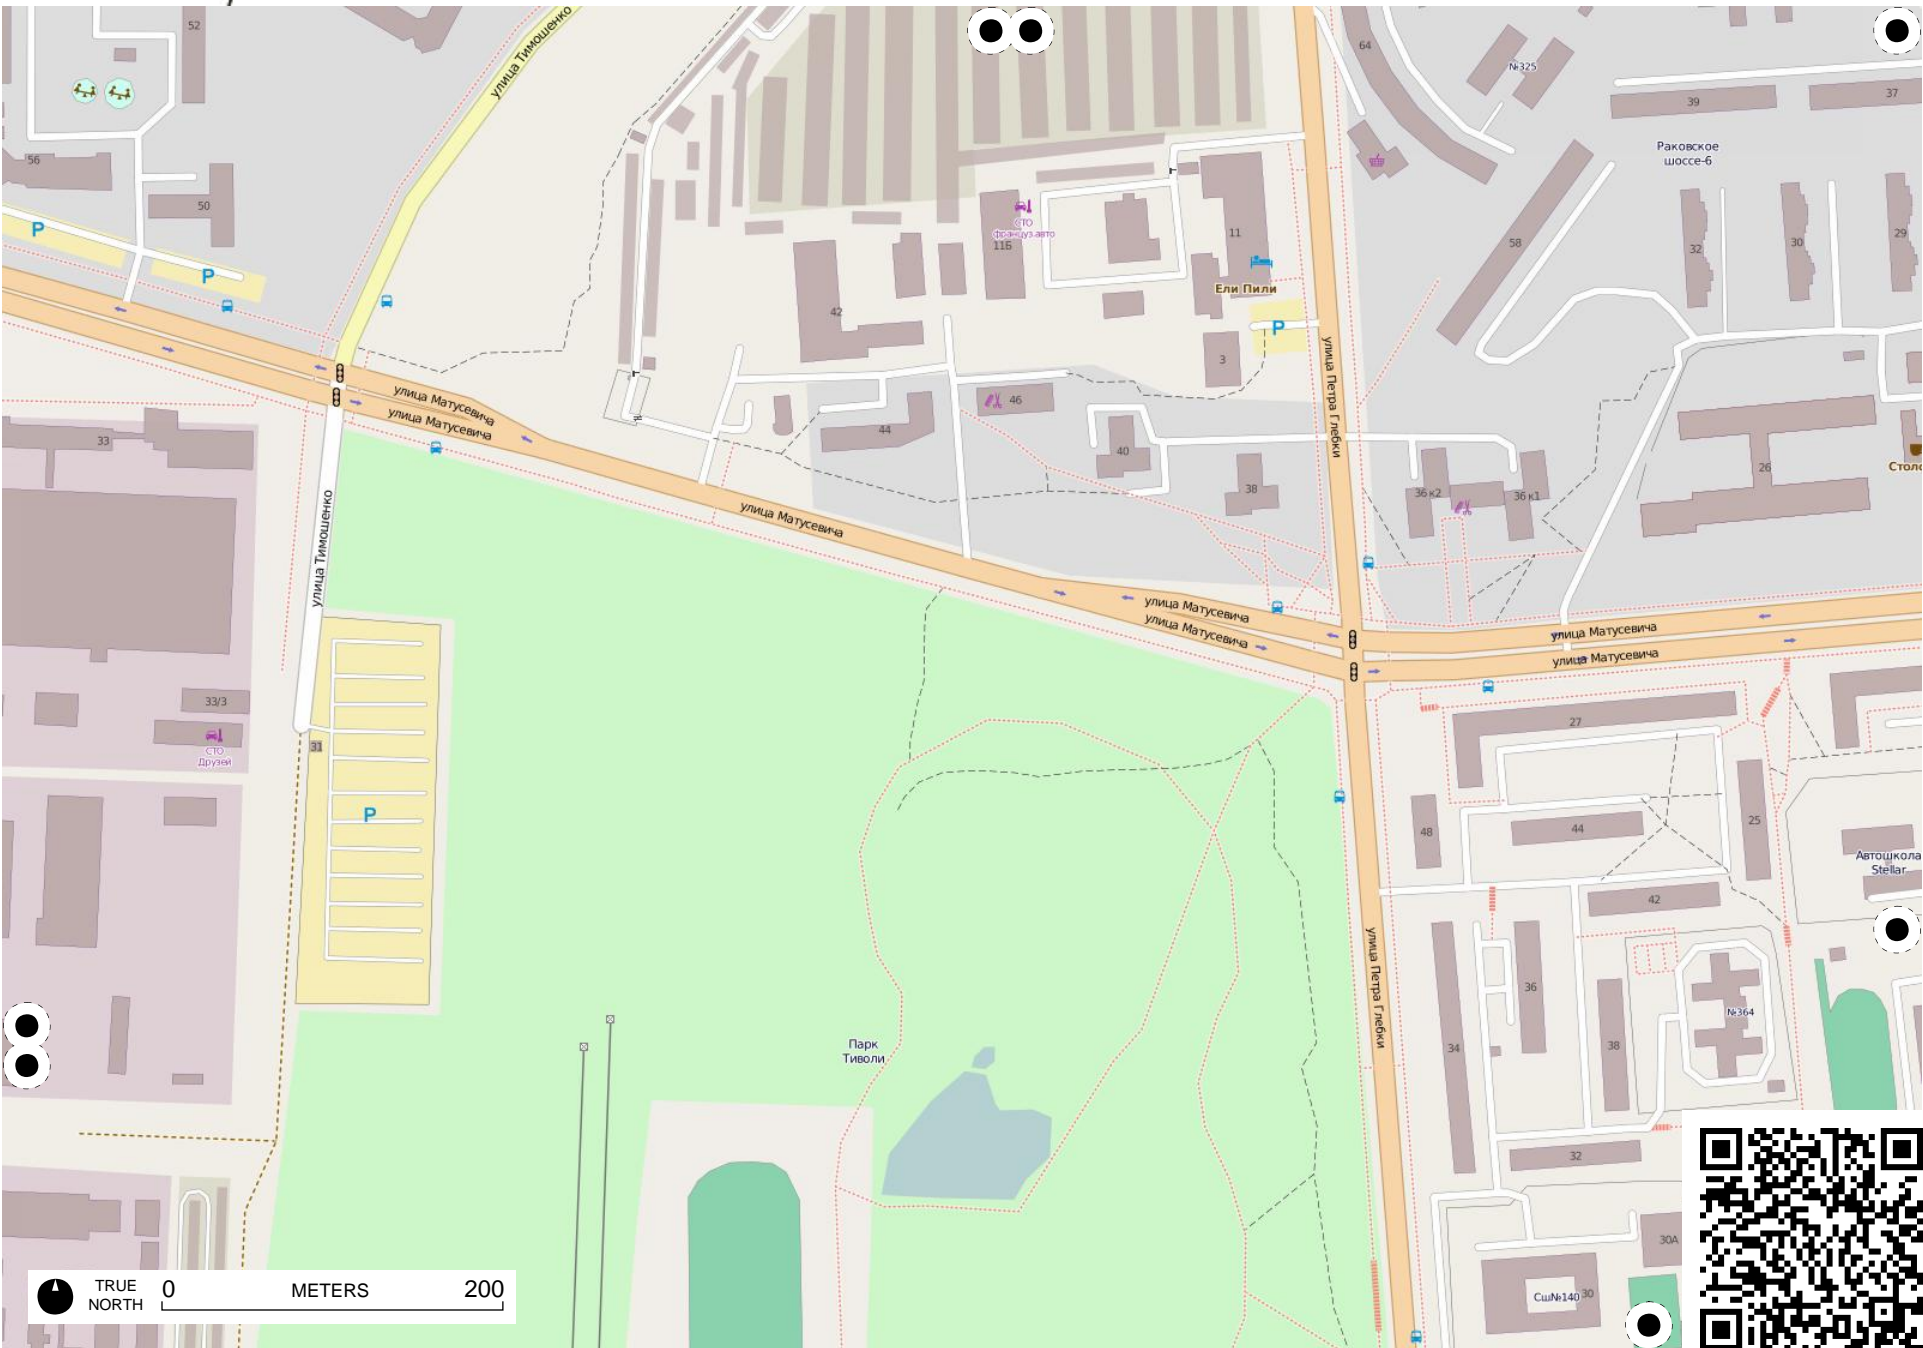 52
улица Тимошенко
64
№325
39
37
56
Раковское
шоссе-6
50
P
СТО
Француз.авто
11Б
11
58
32
30
29
P
Ели Пили
42
P
3
улица Петра Глебки
улица Матусевича
улица Матусевича
46
44
33
40
26
38
36 к2
36 к1
улица Матусевича
улица Тимошенко
улица Матусевича
улица Матусевича
улица Матусевича
улица Матусевича
33/3
27
31
СТО
Друзей
P
48
44
25
Автошкола
Stellar
42
улица Петра Глебки
36
№364
34
38
Парк
Тиволи
32
30А
TRUE
NORTH
0 METERS 200
Сш№140
30